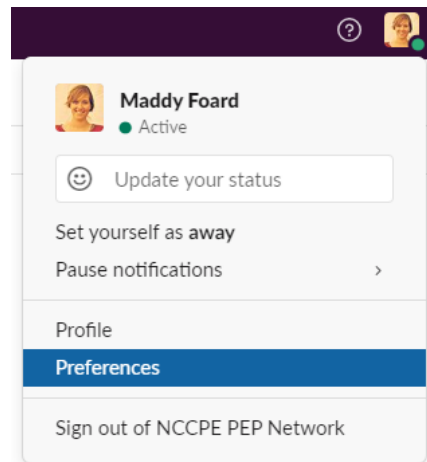 Maddy Foard
Active
Update your status
Set yourself as away
Pause notifications
Profile
Preferences
Sign out of NCCPE PEP Network